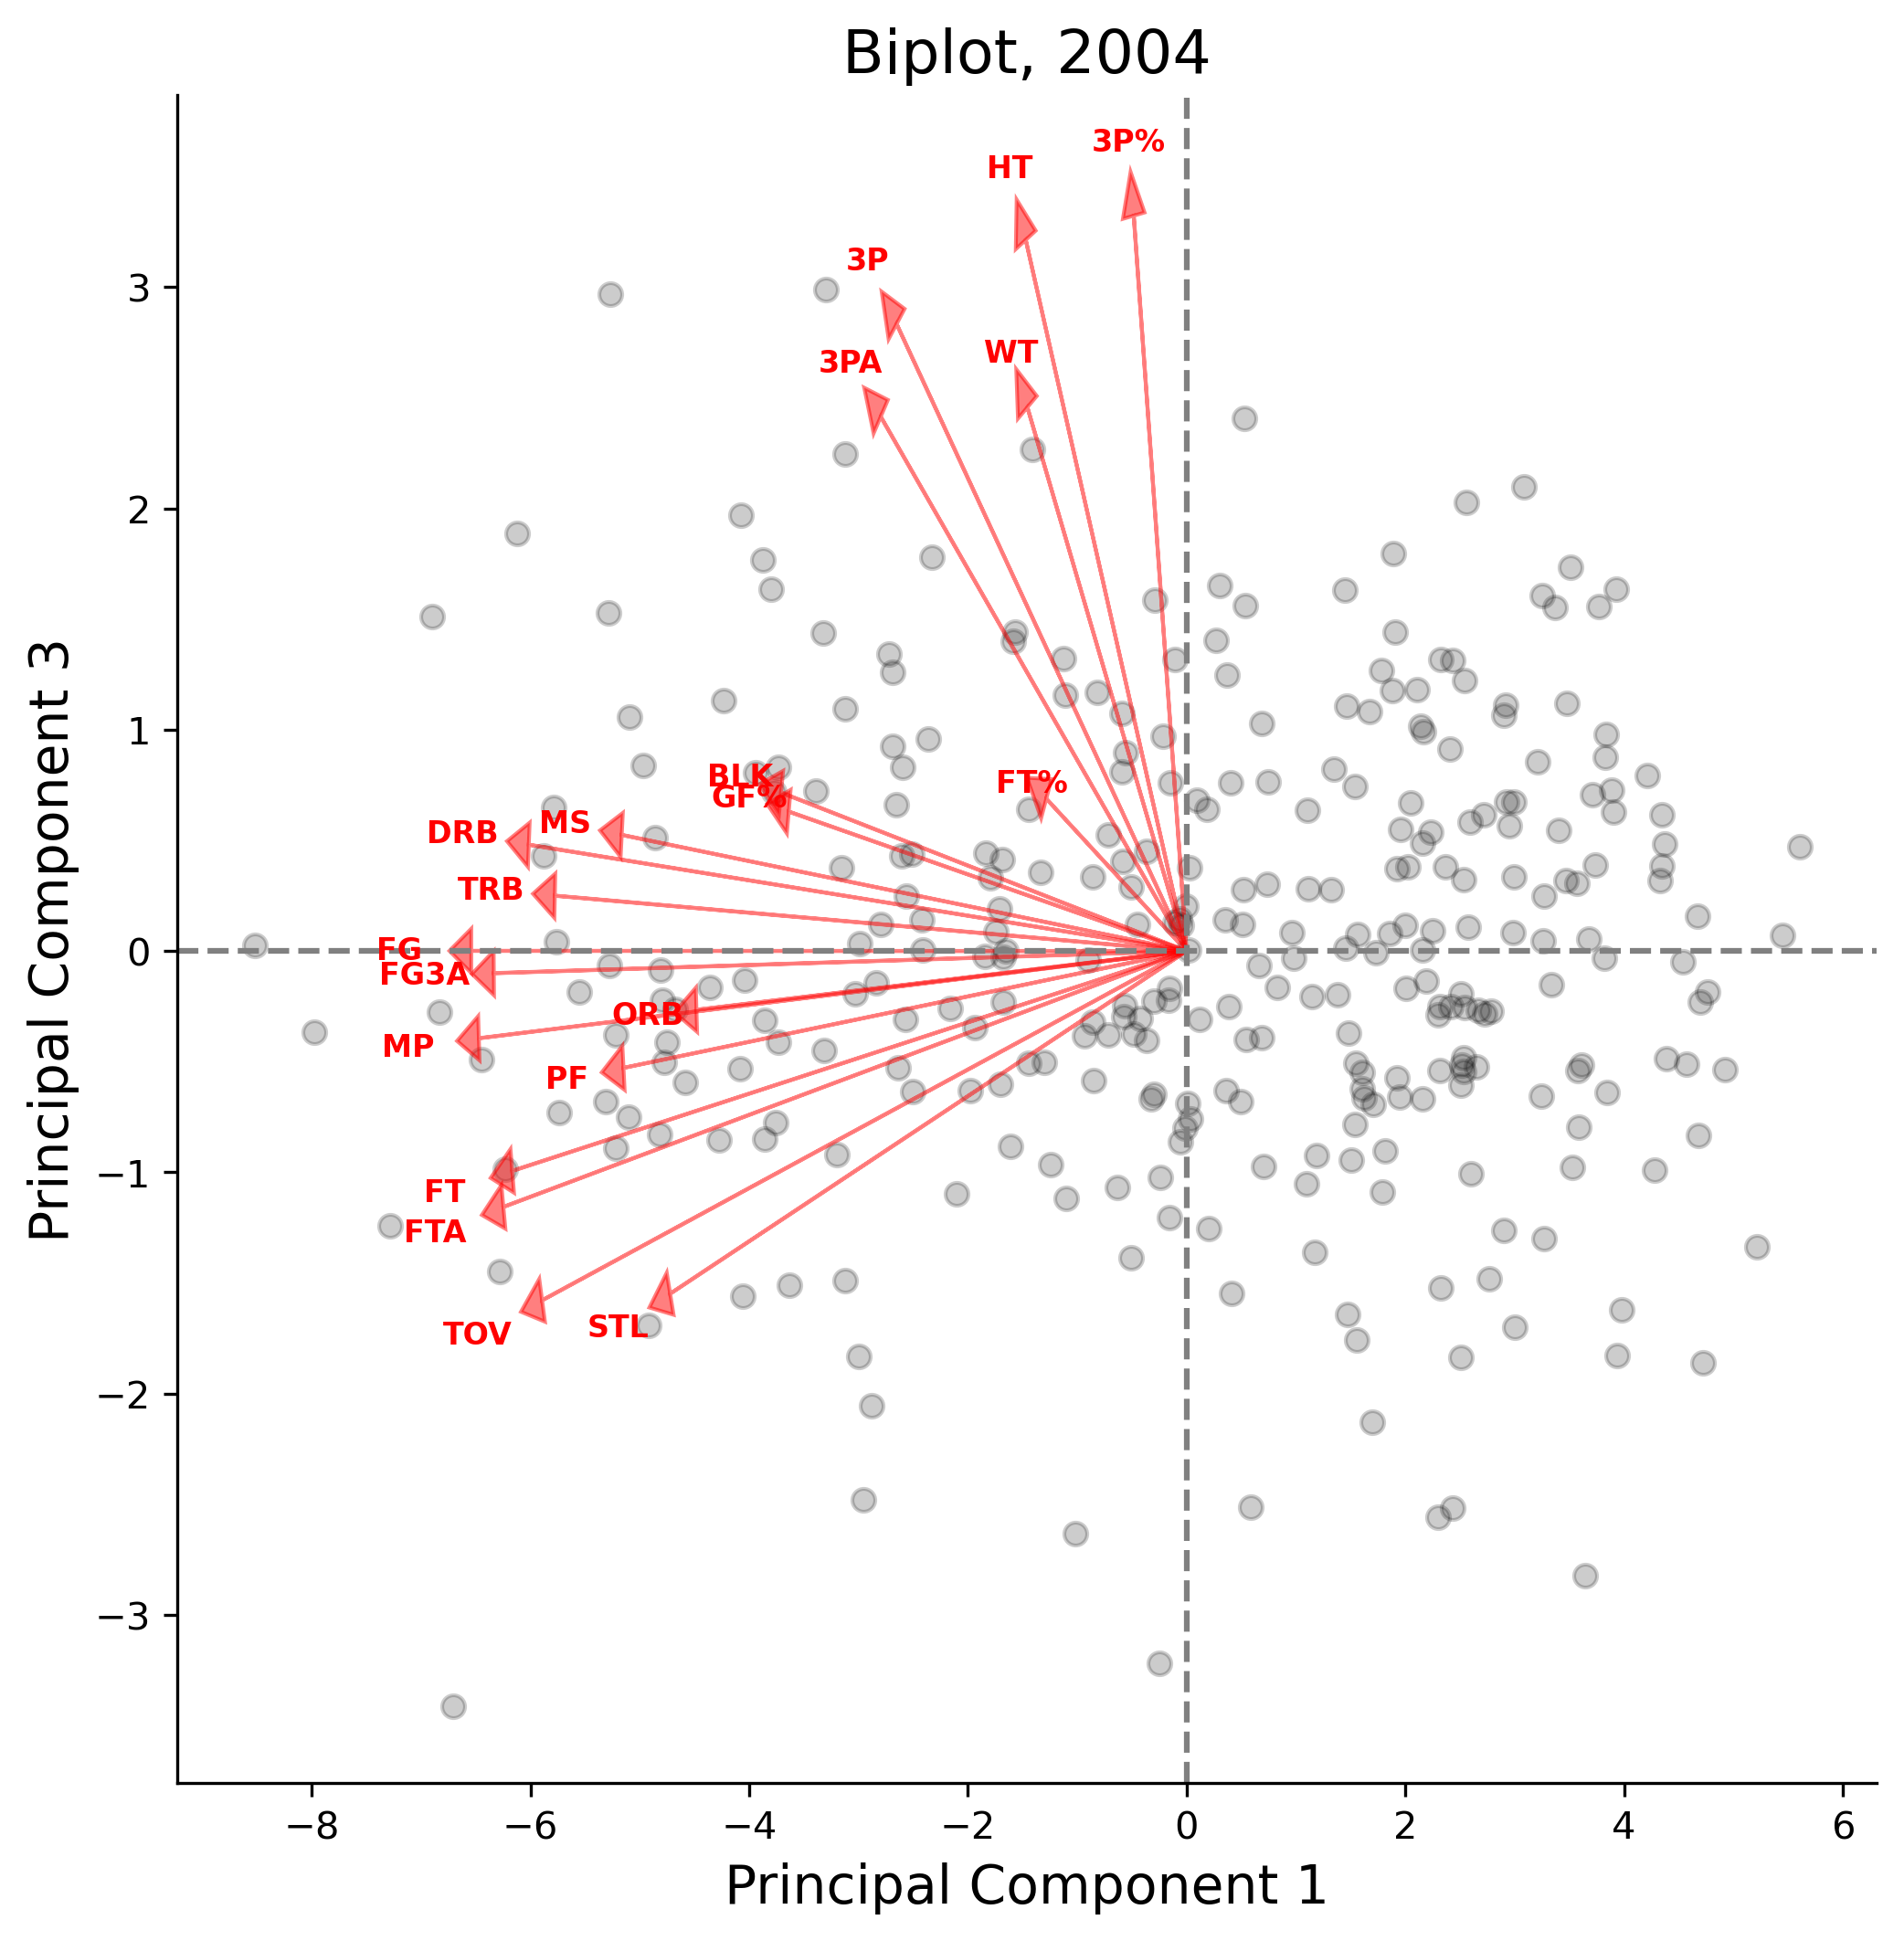 Biplot, 2004
3P%
HT
3P
WT
3PA
BLK
GF%
FT%
MS
DRB
TRB
FG
FG3A
ORB
MP
PF
FT
FTA
STL
TOV
3
2
1
0
−1
−2
−3
−8
−6
−4
−2
0
2
4
6
Principal Component 1
Principal Component 3